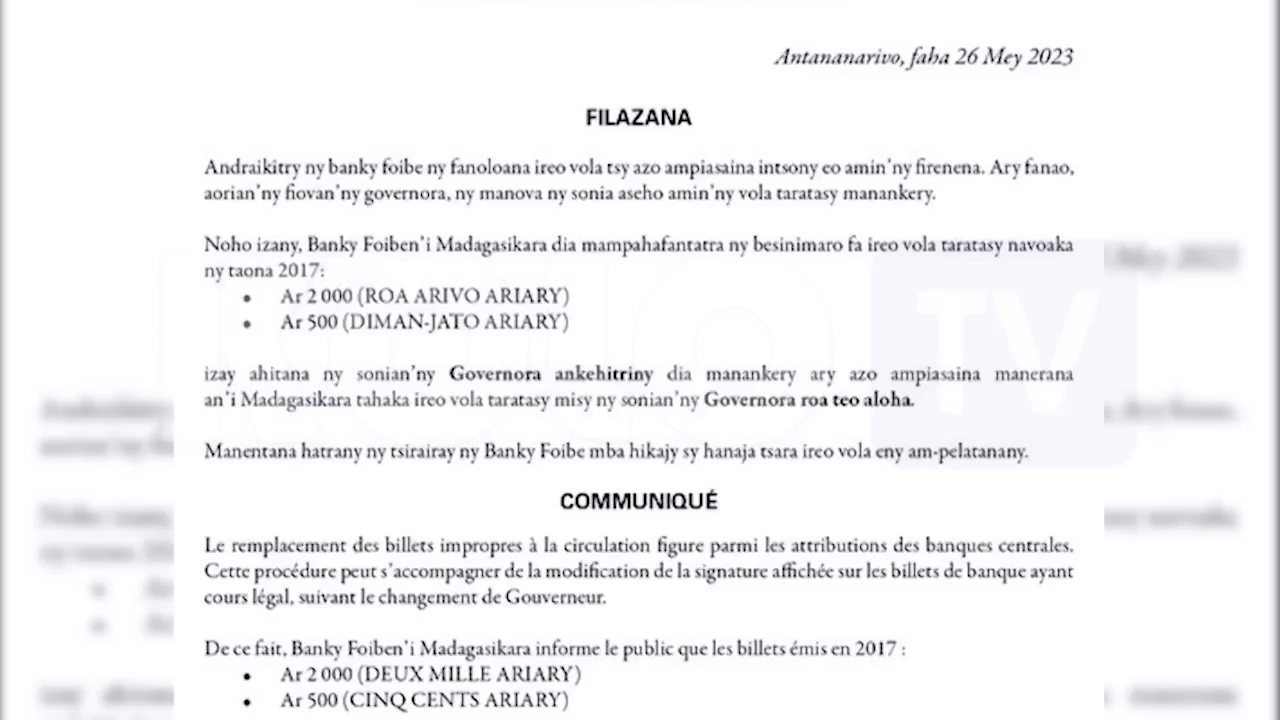 Antananarivo, faha 26 Mey 2023
FILAZANA
Andraikitry ny banky foibe ny fanoloana ireo vola tsy azo ampiasaina intsony eo amin'ny firenena. Ary fanao,
aorian'ny fiovan'ny governora, ny manova ny sonia aseho amin'ny vola taratasy manankery.
Noho izany, Banky Foiben'i Madagasikara dia mampahafantatra ny besinimaro fa ireo vola taratasy navoaka
ny taona 2017:
• Ar 2 000 (ROA ARIVO ARIARY)
• Ar 500 (DIMAN-JATO ARIARY)
izay ahitana ny sonian'ny Governora ankehitriny dia manankery ary azo ampiasaina manerana
an'i Madagasikara tahaka ireo vola taratasy misy ny sonian'ny Governora roa teo aloha.
Manentana hatrany ny tsirairay ny Banky Foibe mba hikajy sy hanaja tsara ireo vola eny am-pelatanany.
COMMUNIQUÉ
Le remplacement des billets impropres à la circulation figure parmi les attributions des banques centrales.
Cette procédure peut s'accompagner de la modification de la signature affichée sur les billets de banque ayant
cours légal, suivant le changement de Gouverneur.
De ce fait, Banky Foiben'i Madagasikara informe le public que les billets émis en 2017 :
• Ar 2 000 (DEUX MILLE ARIARY)
• Ar 500 (CINQ CENTS ARIARY)
TV